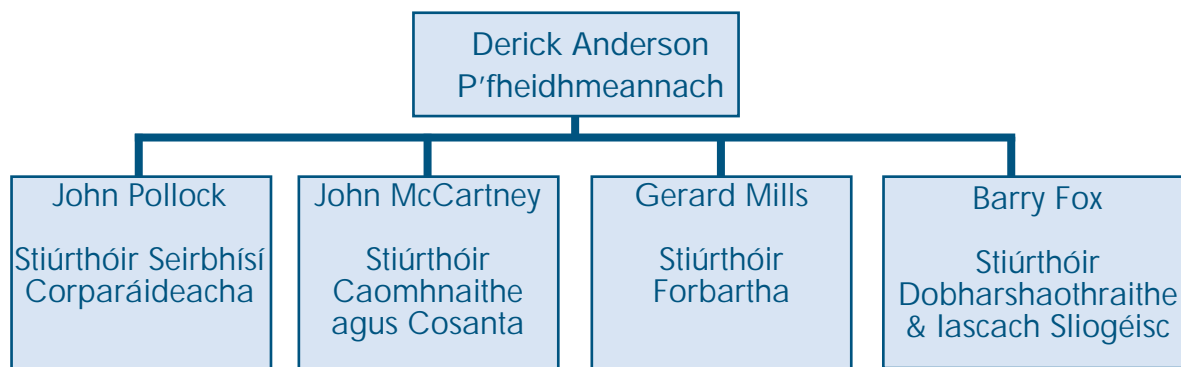 Derick Anderson
P'fheidhmeannach
John Pollock
Stiúrthóir Seirbhísí
Corparáideacha
John McCartney
Stiúrthóir
Caomhnaithe
agus Cosanta
Gerard Mills
Stiúrthóir
Forbartha
Barry Fox
Stiúrthóir
Dobharshaothraithe
& Iascach Sliogéisc